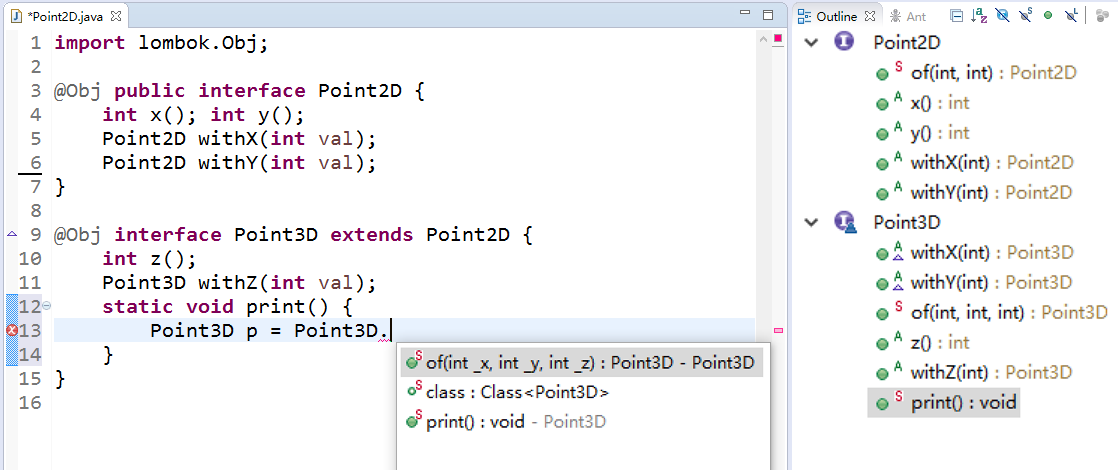 *Point2D.java
1 import lombok.Obj;
2
3 @Obj public interface Point2D {
4 int x(); int y();
5 Point2D withX(int val);
6 Point2D withY(int val);
7 }
8
9 @Obj interface Point3D extends Point2D {
10 int z();
11 Point3D withZ(int val);
12 static void print() {
13 Point3D p = Point3D.
14 }
15 }
16
of(int _x, int _y, int _z) : Point3D - Point3D
class : Class<Point3D>
print() : void - Point3D
Outline Ant
Point2D
of(int, int) : Point2D
x() : int
y() : int
withX(int) : Point2D
withY(int) : Point2D
Point3D
withX(int) : Point3D
withY(int) : Point3D
of(int, int, int) : Point3D
z() : int
withZ(int) : Point3D
print() : void